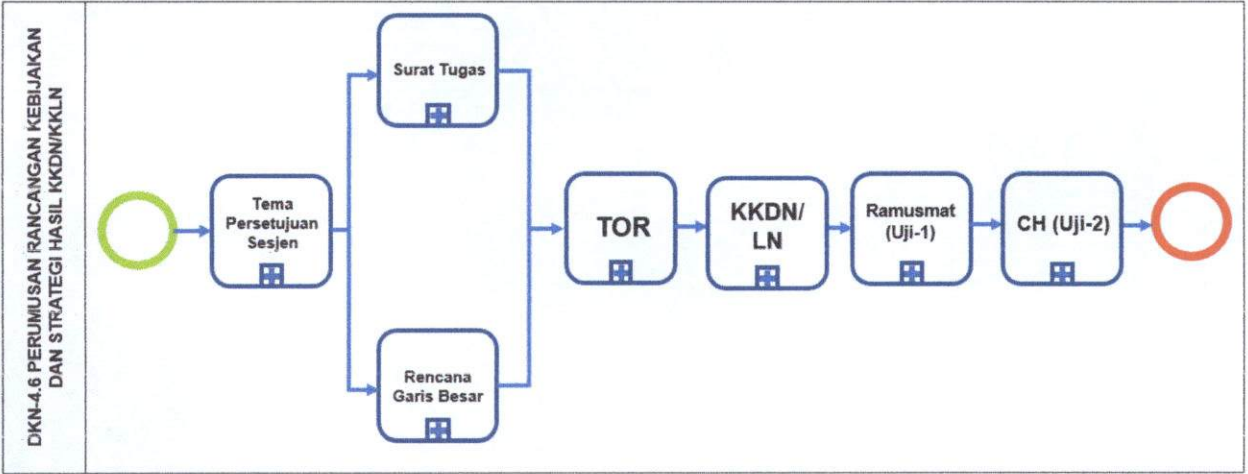 DKN-4.6 PERUMUSAN RANCANGAN KEBIJAKAN
DAN STRATEGI HASIL KKDN/KKLN
Tema
Persetujuan
Sesjen
Surat Tugas
Rencana
Garis Besar
TOR
KKDN/
LN
Ramusmat
(Uji-1)
CH (Uji-2)